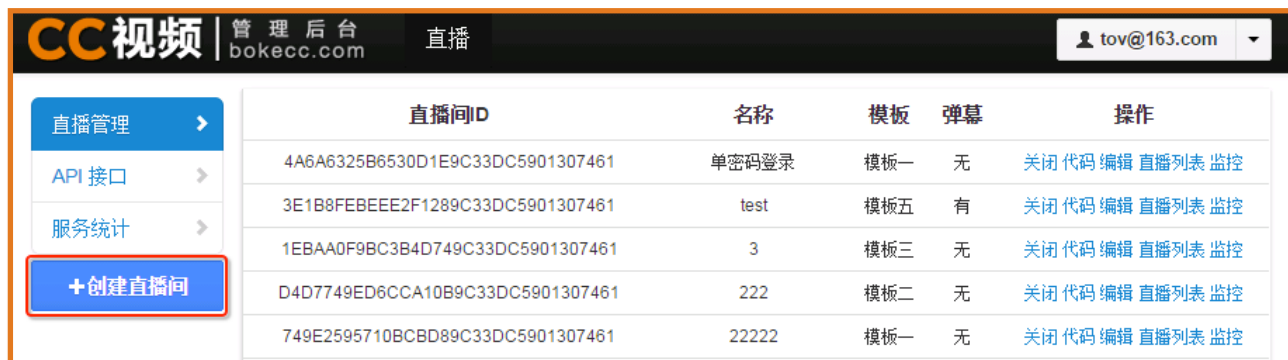 CC视频 管理后台 直播 tov@163.com
bokecc.com
直播管理
API 接口
服务统计
+创建直播间
直播间ID 名称 模板 弹幕 操作
4A6A6325B6530D1E9C33DC5901307461 单密码登录 模板一 无 关闭 代码 编辑 直播列表 监控
3E1B8FEBEEE2F1289C33DC5901307461 test 模板五 有 关闭 代码 编辑 直播列表 监控
1EBAA0F9BC3B4D749C33DC5901307461 3 模板三 无 关闭 代码 编辑 直播列表 监控
D4D7749ED6CCA10B9C33DC5901307461 222 模板二 无 关闭 代码 编辑 直播列表 监控
749E2595710BCBD89C33DC5901307461 22222 模板一 无 关闭 代码 编辑 直播列表 监控